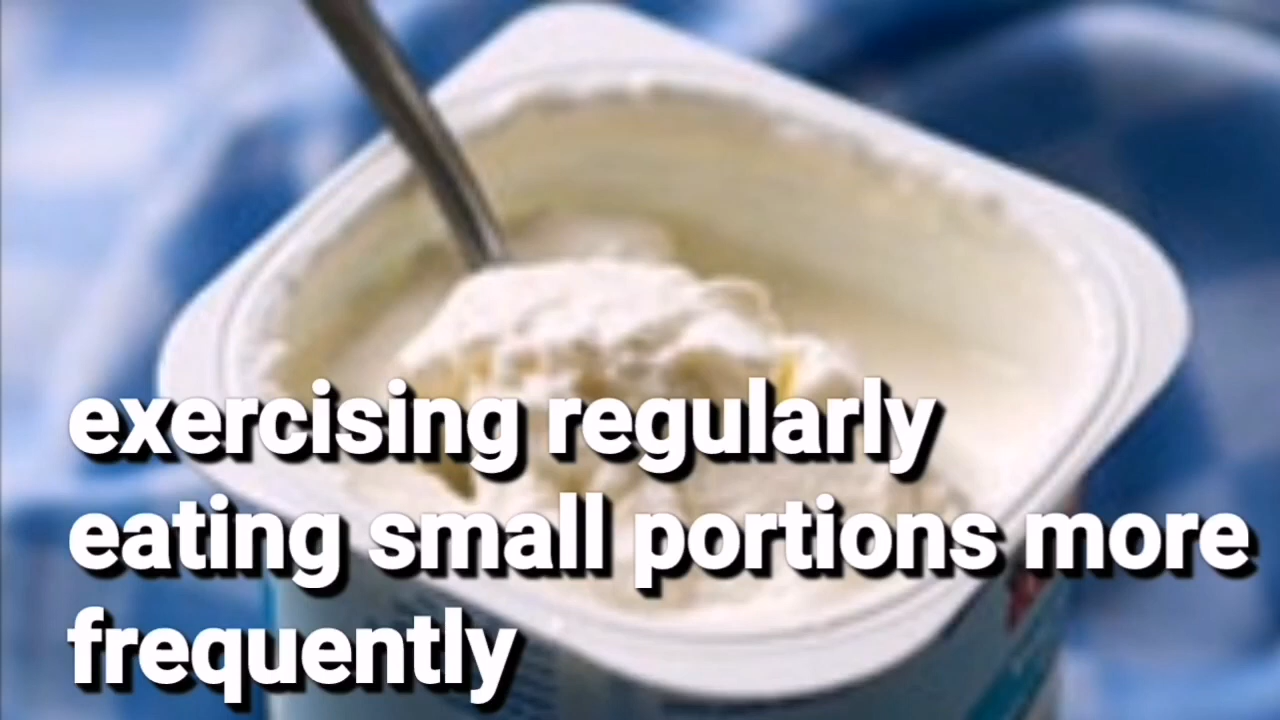 exercising regularly
eating small portions more
frequently